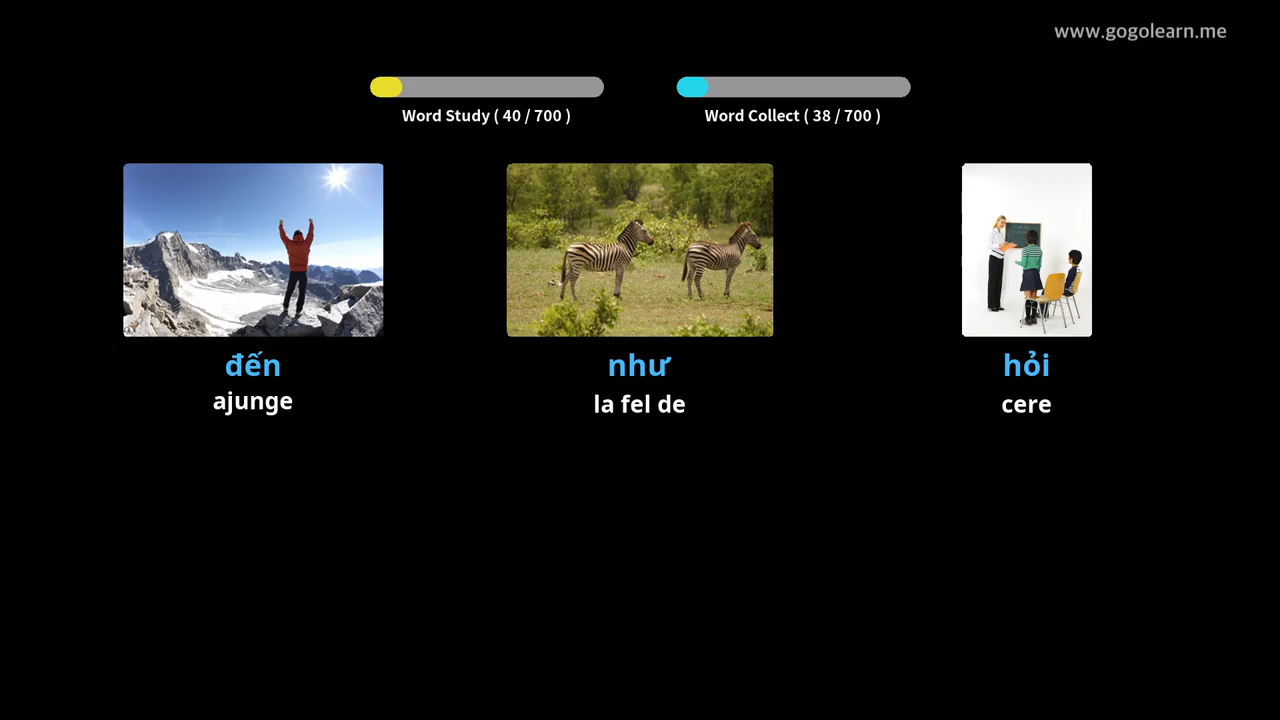 www.gogolearn.me
Word Study ( 40 / 700 )
Word Collect ( 38 / 700 )
đến
ajunge
như
la fel de
hỏi
cere